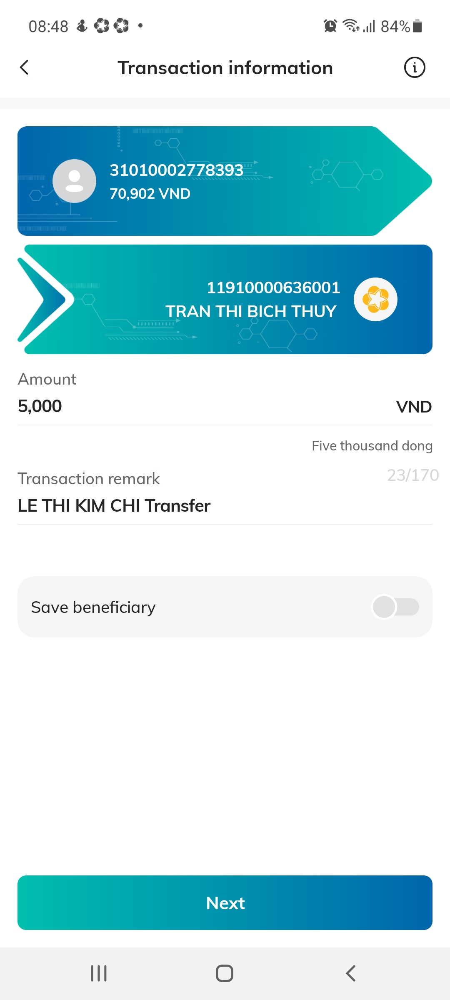 08:48
84%
Transaction information
31010002778393
70,902 VND
11910000636001
TRAN THI BICH THUY
Amount
5,000 VND
Five thousand dong
Transaction remark 23/170
LE THI KIM CHI Transfer
Save beneficiary
Next